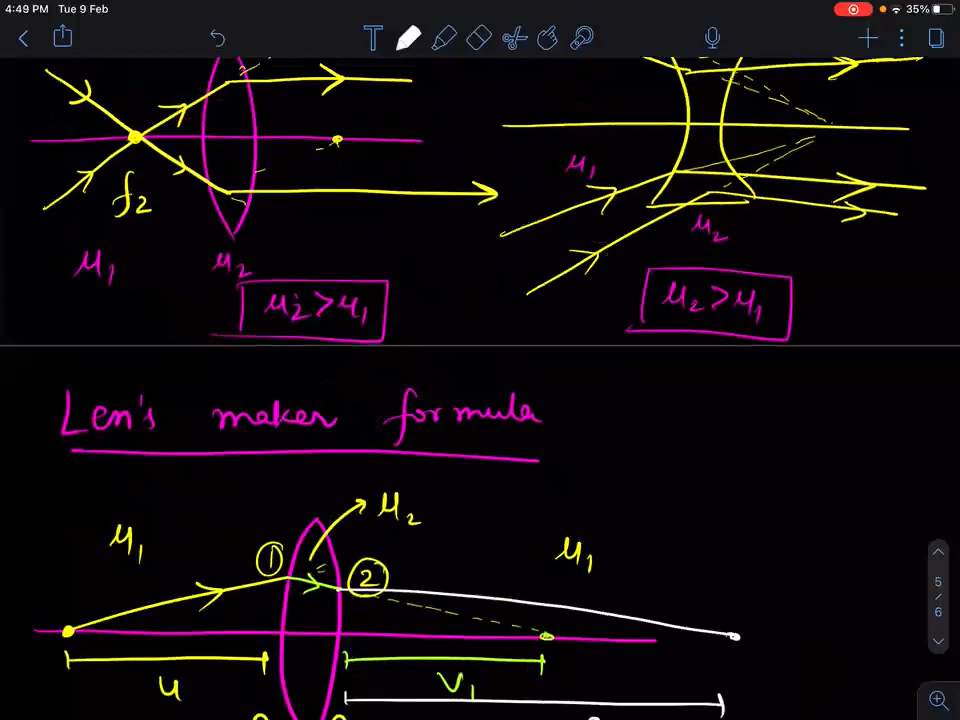 4:49 PM Tue 9 Feb
35%
T
f2
μ1
μ2
μ2 > μ1
μ1
μ2
μ2 > μ1
Len's maker formula
μ1
μ2
μ1
1
2
u
V1
5
/
6